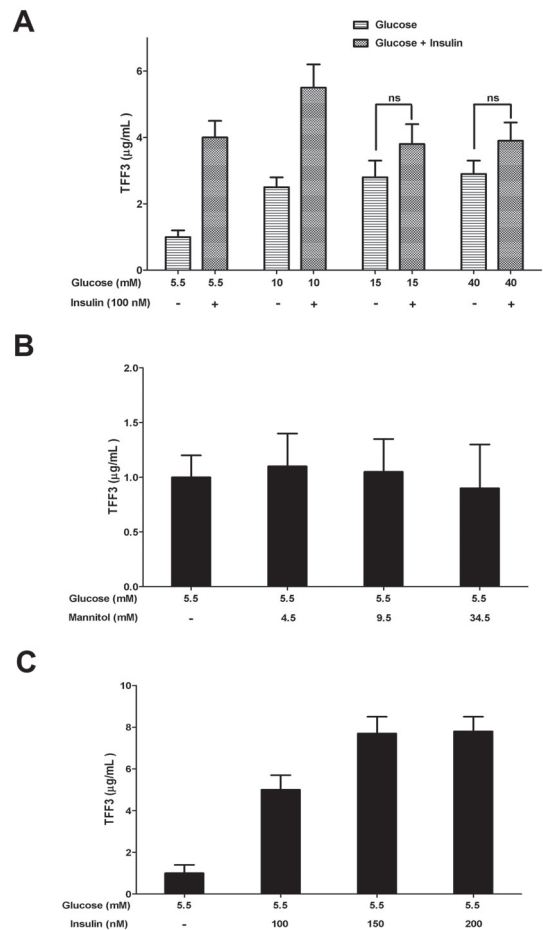 A
Glucose
Glucose + Insulin
TFF3 (µg/mL )
6
4
2
0
ns
ns
Glucose (mM) 5.5 5.5 10 10 15 15 40 40
Insulin (100 nM) - + - + - + - +
B
TFF3 (µg/mL )
2.0
1.5
1.0
0.5
0.0
Glucose (mM) 5.5 5.5 5.5 5.5
Mannitol (mM) - 4.5 9.5 34.5
C
TFF3 (µg/mL )
10
8
6
4
2
0
Glucose (mM) 5.5 5.5 5.5 5.5
Insulin (nM) - 100 150 200